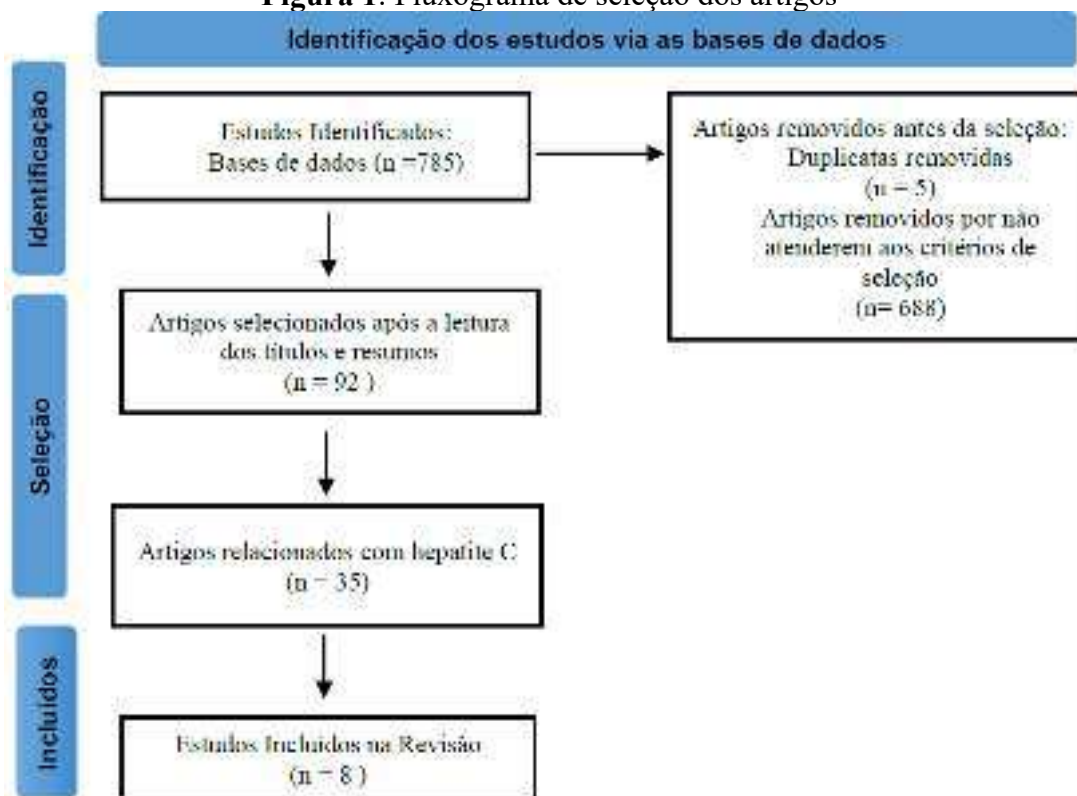 Figura 1. Fluxograma de seleção dos artigos
Identificação dos estudos via as bases de dados
Identificação
Estudos Identificados:
Bases de dados (n =785)
Artigos removidos antes da seleção:
Duplicatas removidas
(n = 5)
Artigos removidos por não
atenderem aos critérios de
seleção
(n= 688)
Seleção
Artigos selecionados após a leitura
dos títulos e resumos
(n = 92 )
Artigos relacionados com hepatite C
(n = 35)
Incluídos
Estudos Incluídos na Revisão
(n = 8 )